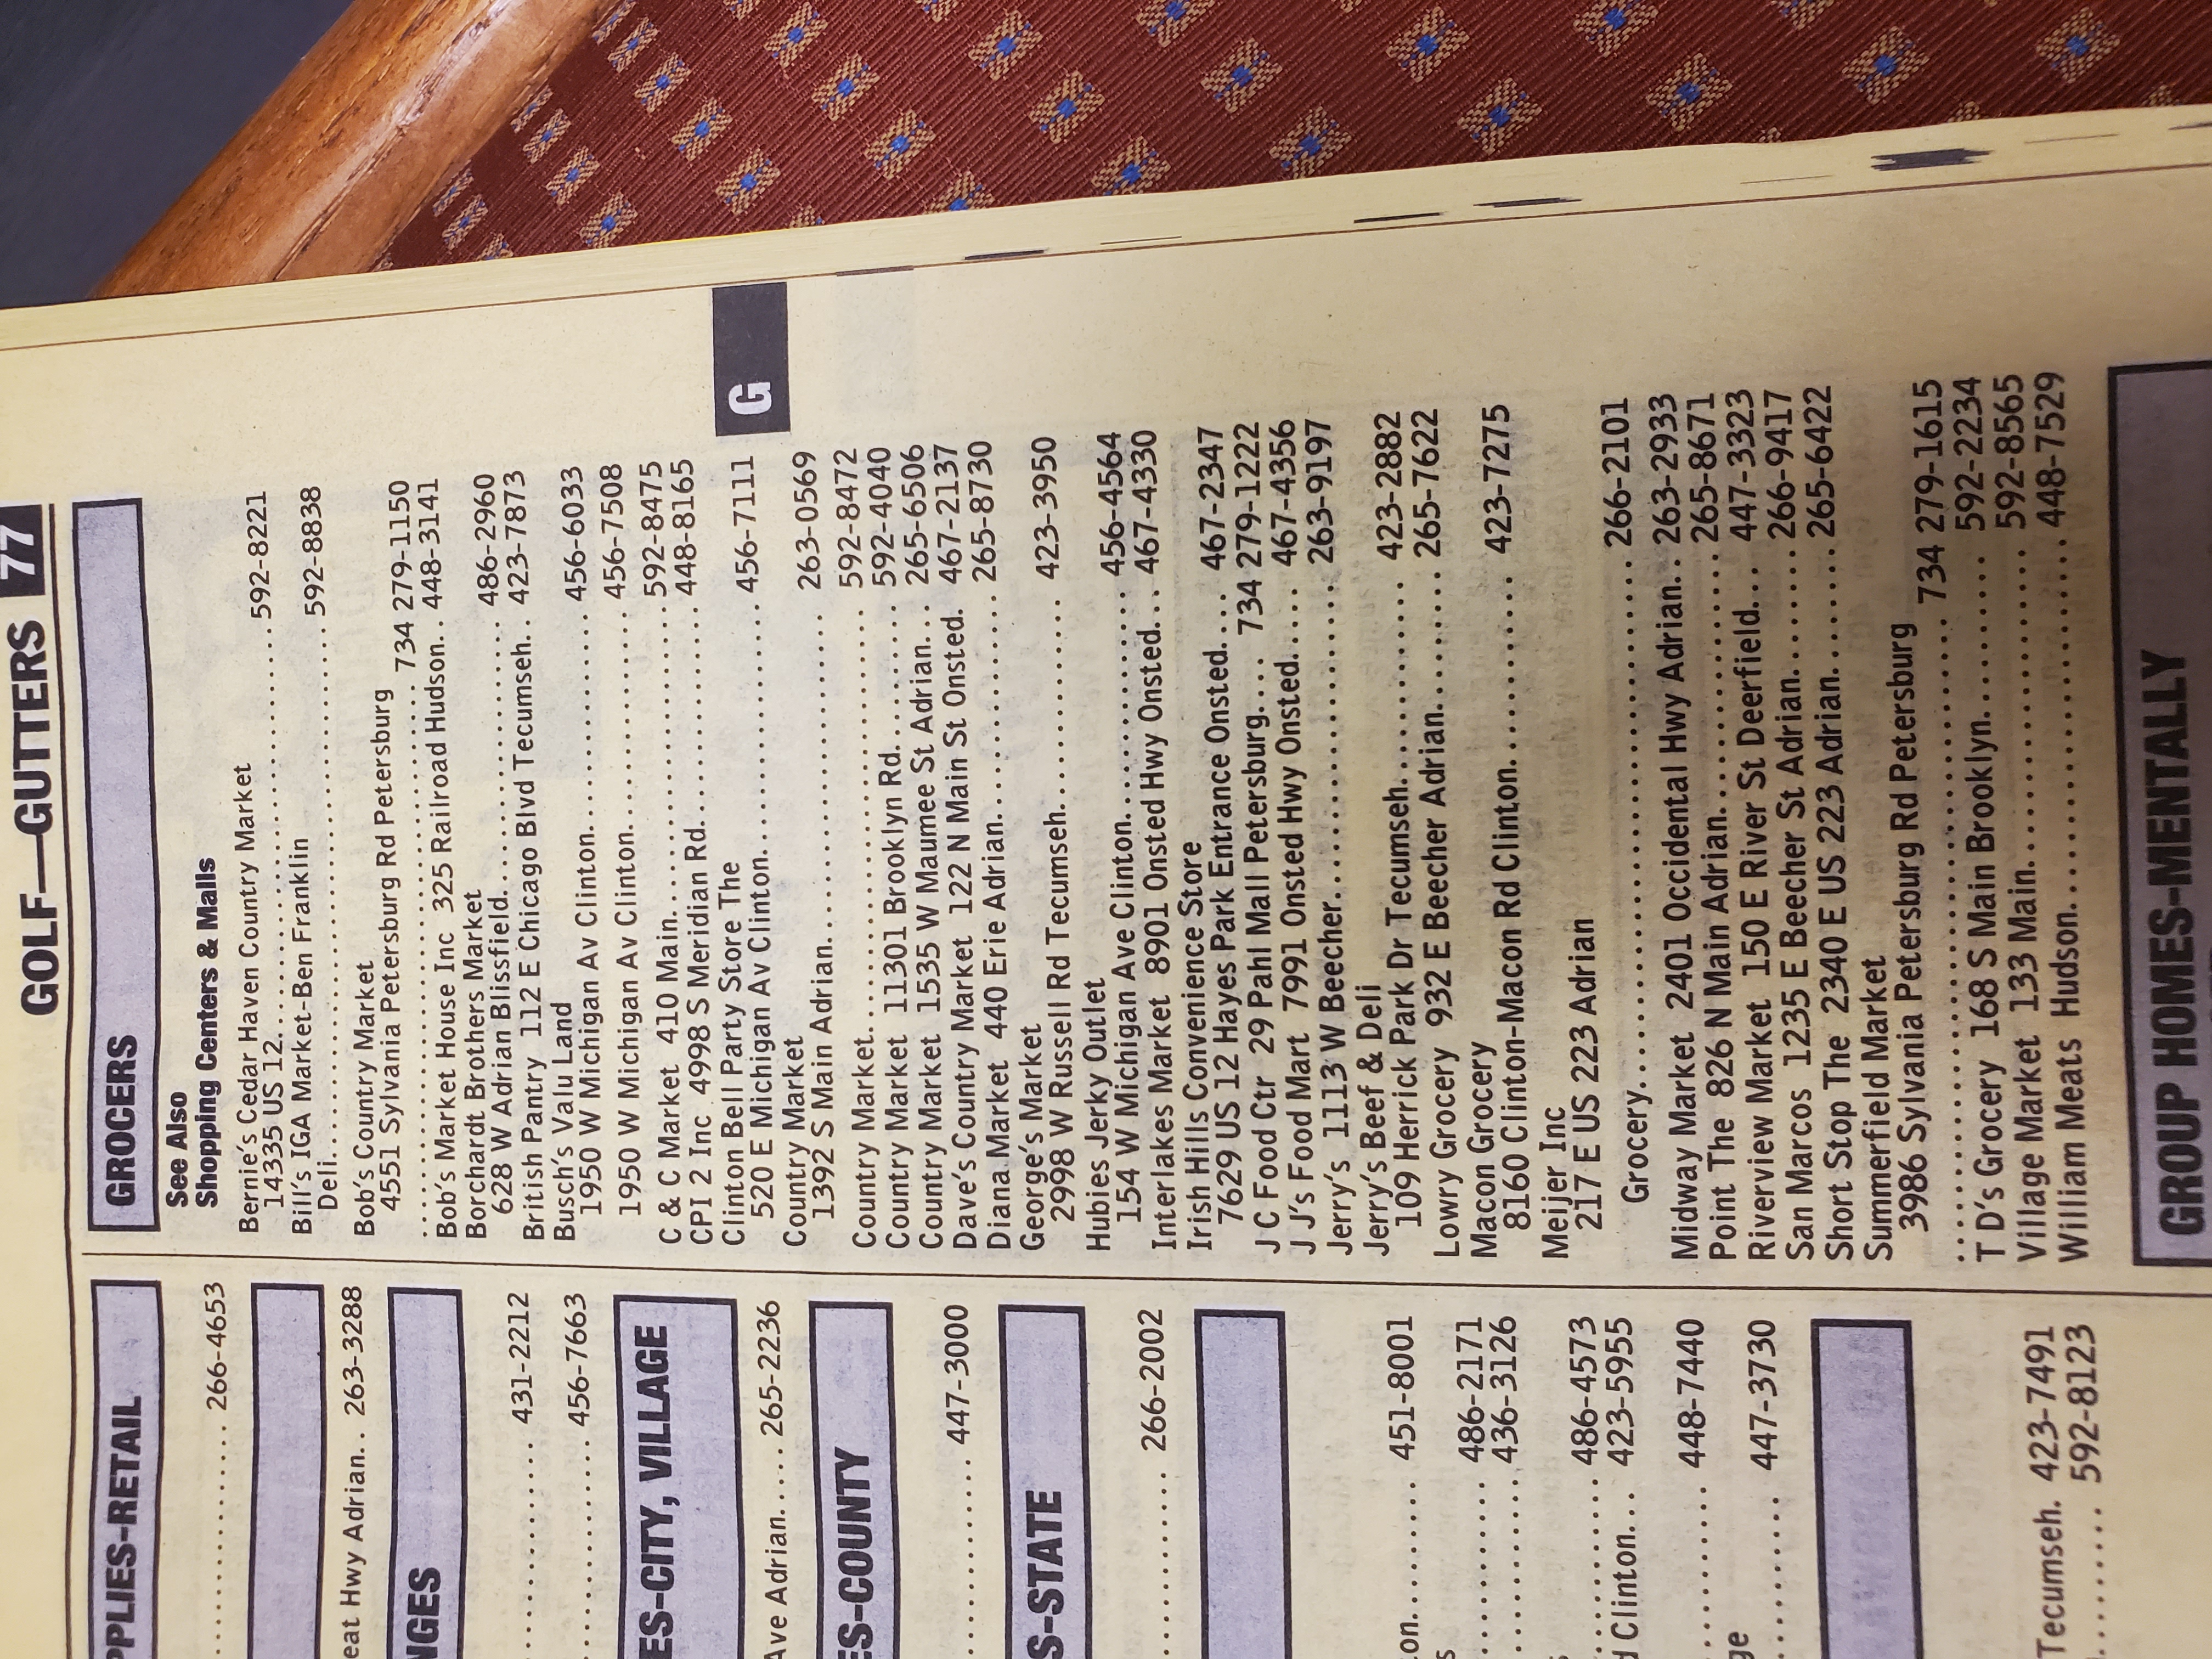 GOLF—GUTTERS 77
PPLIES-RETAIL
266-4653
eat Hwy Adrian.. 263-3288
NGES
431-2212
456-7663
ES-CITY, VILLAGE
Ave Adrian.... 265-2236
ES-COUNTY
447-3000
S-STATE
266-2002
on.......... 451-8001
s
486-2171
436-3126
486-4573
d Clinton... 423-5955
448-7440
ge
447-3730
Tecumseh. 423-7491
592-8123
GROCERS
See Also
Shopping Centers & Malls
Bernie's Cedar Haven Country Market
14335 US 12........................592-8221
Bill's IGA Market-Ben Franklin
Deli........................592-8838
Bob's Country Market
4551 Sylvania Petersburg Rd Petersburg
........................734 279-1150
Bob's Market House Inc 325 Railroad Hudson.. 448-3141
Borchardt Brothers Market
628 W Adrian Blissfield............ 486-2960
British Pantry 112 E Chicago Blvd Tecumseh.. 423-7873
Busch's Valu Land
1950 W Michigan Av Clinton............ 456-6033
1950 W Michigan Av Clinton............ 456-7508
C & C Market 410 Main............592-8475
CPI 2 Inc 4998 S Meridian Rd............ 448-8165
Clinton Bell Party Store The
520 E Michigan Av Clinton............ 456-7111
Country Market
1392 S Main Adrian............ 263-0569
Country Market............592-8472
Country Market 11301 Brooklyn Rd........ 592-4040
Country Market 1535 W Maumee St Adrian... 265-6506
Dave's Country Market 122 N Main St Onsted. 467-2137
Diana Market 440 Erie Adrian............ 265-8730
George's Market
2998 W Russell Rd Tecumseh............ 423-3950
Hubies Jerky Outlet
154 W Michigan Ave Clinton............ 456-4564
Interlakes Market 8901 Onsted Hwy Onsted... 467-4330
Irish Hills Convenience Store
7629 US 12 Hayes Park Entrance Onsted.... 467-2347
J C Food Ctr 29 Pahl Mall Petersburg.... 734 279-1222
J J's Food Mart 7991 Onsted Hwy Onsted..... 467-4356
Jerry's 1113 W Beecher............ 263-9197
Jerry's Beef & Deli
109 Herrick Park Dr Tecumseh............ 423-2882
Lowry Grocery 932 E Beecher Adrian........ 265-7622
Macon Grocery
8160 Clinton-Macon Rd Clinton............ 423-7275
Meijer Inc
217 E US 223 Adrian
Grocery........................ 266-2101
Midway Market 2401 Occidental Hwy Adrian.. 263-2933
Point The 826 N Main Adrian............ 265-8671
Riverview Market 150 E River St Deerfield... 447-3323
San Marcos 1235 E Beecher St Adrian....... 266-9417
Short Stop The 2340 E US 223 Adrian....... 265-6422
Summerfield Market
3986 Sylvania Petersburg Rd Petersburg
........................ 734 279-1615
T D's Grocery 168 S Main Brooklyn........ 592-2234
Village Market 133 Main............ 592-8565
William Meats Hudson............ 448-7529
GROUP HOMES-MENTALLY
G